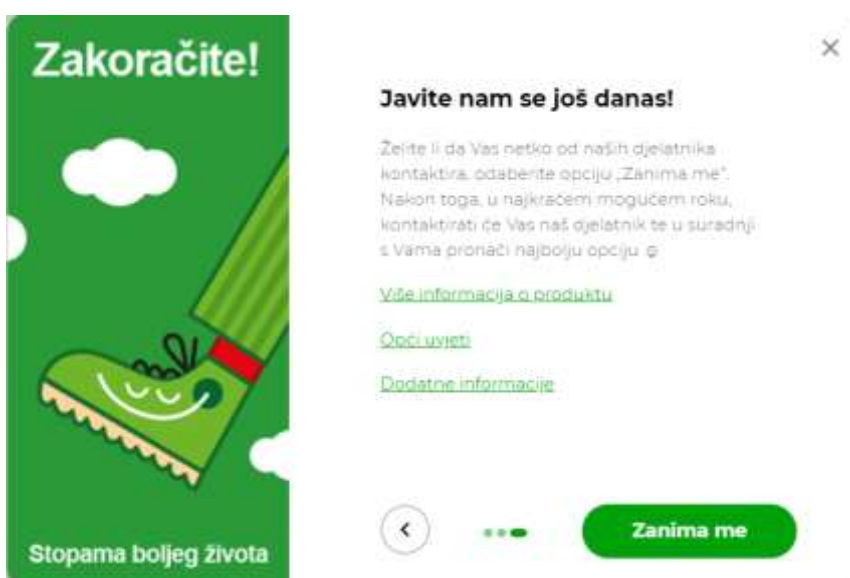 Zakoračite!
Stopama boljeg života
Javite nam se još danas!
Želite li da Vas netko od naših djelatnika
kontaktira, odaberite opciju „Zanima me".
Nakon toga, u najkraćem mogućem roku,
kontaktirati će Vas naš djelatnik te u suradnji
s Vama pronaći najbolju opciju ☺
Više informacija o produktu
Opći uvjeti
Dodatne informacije
Zanima me